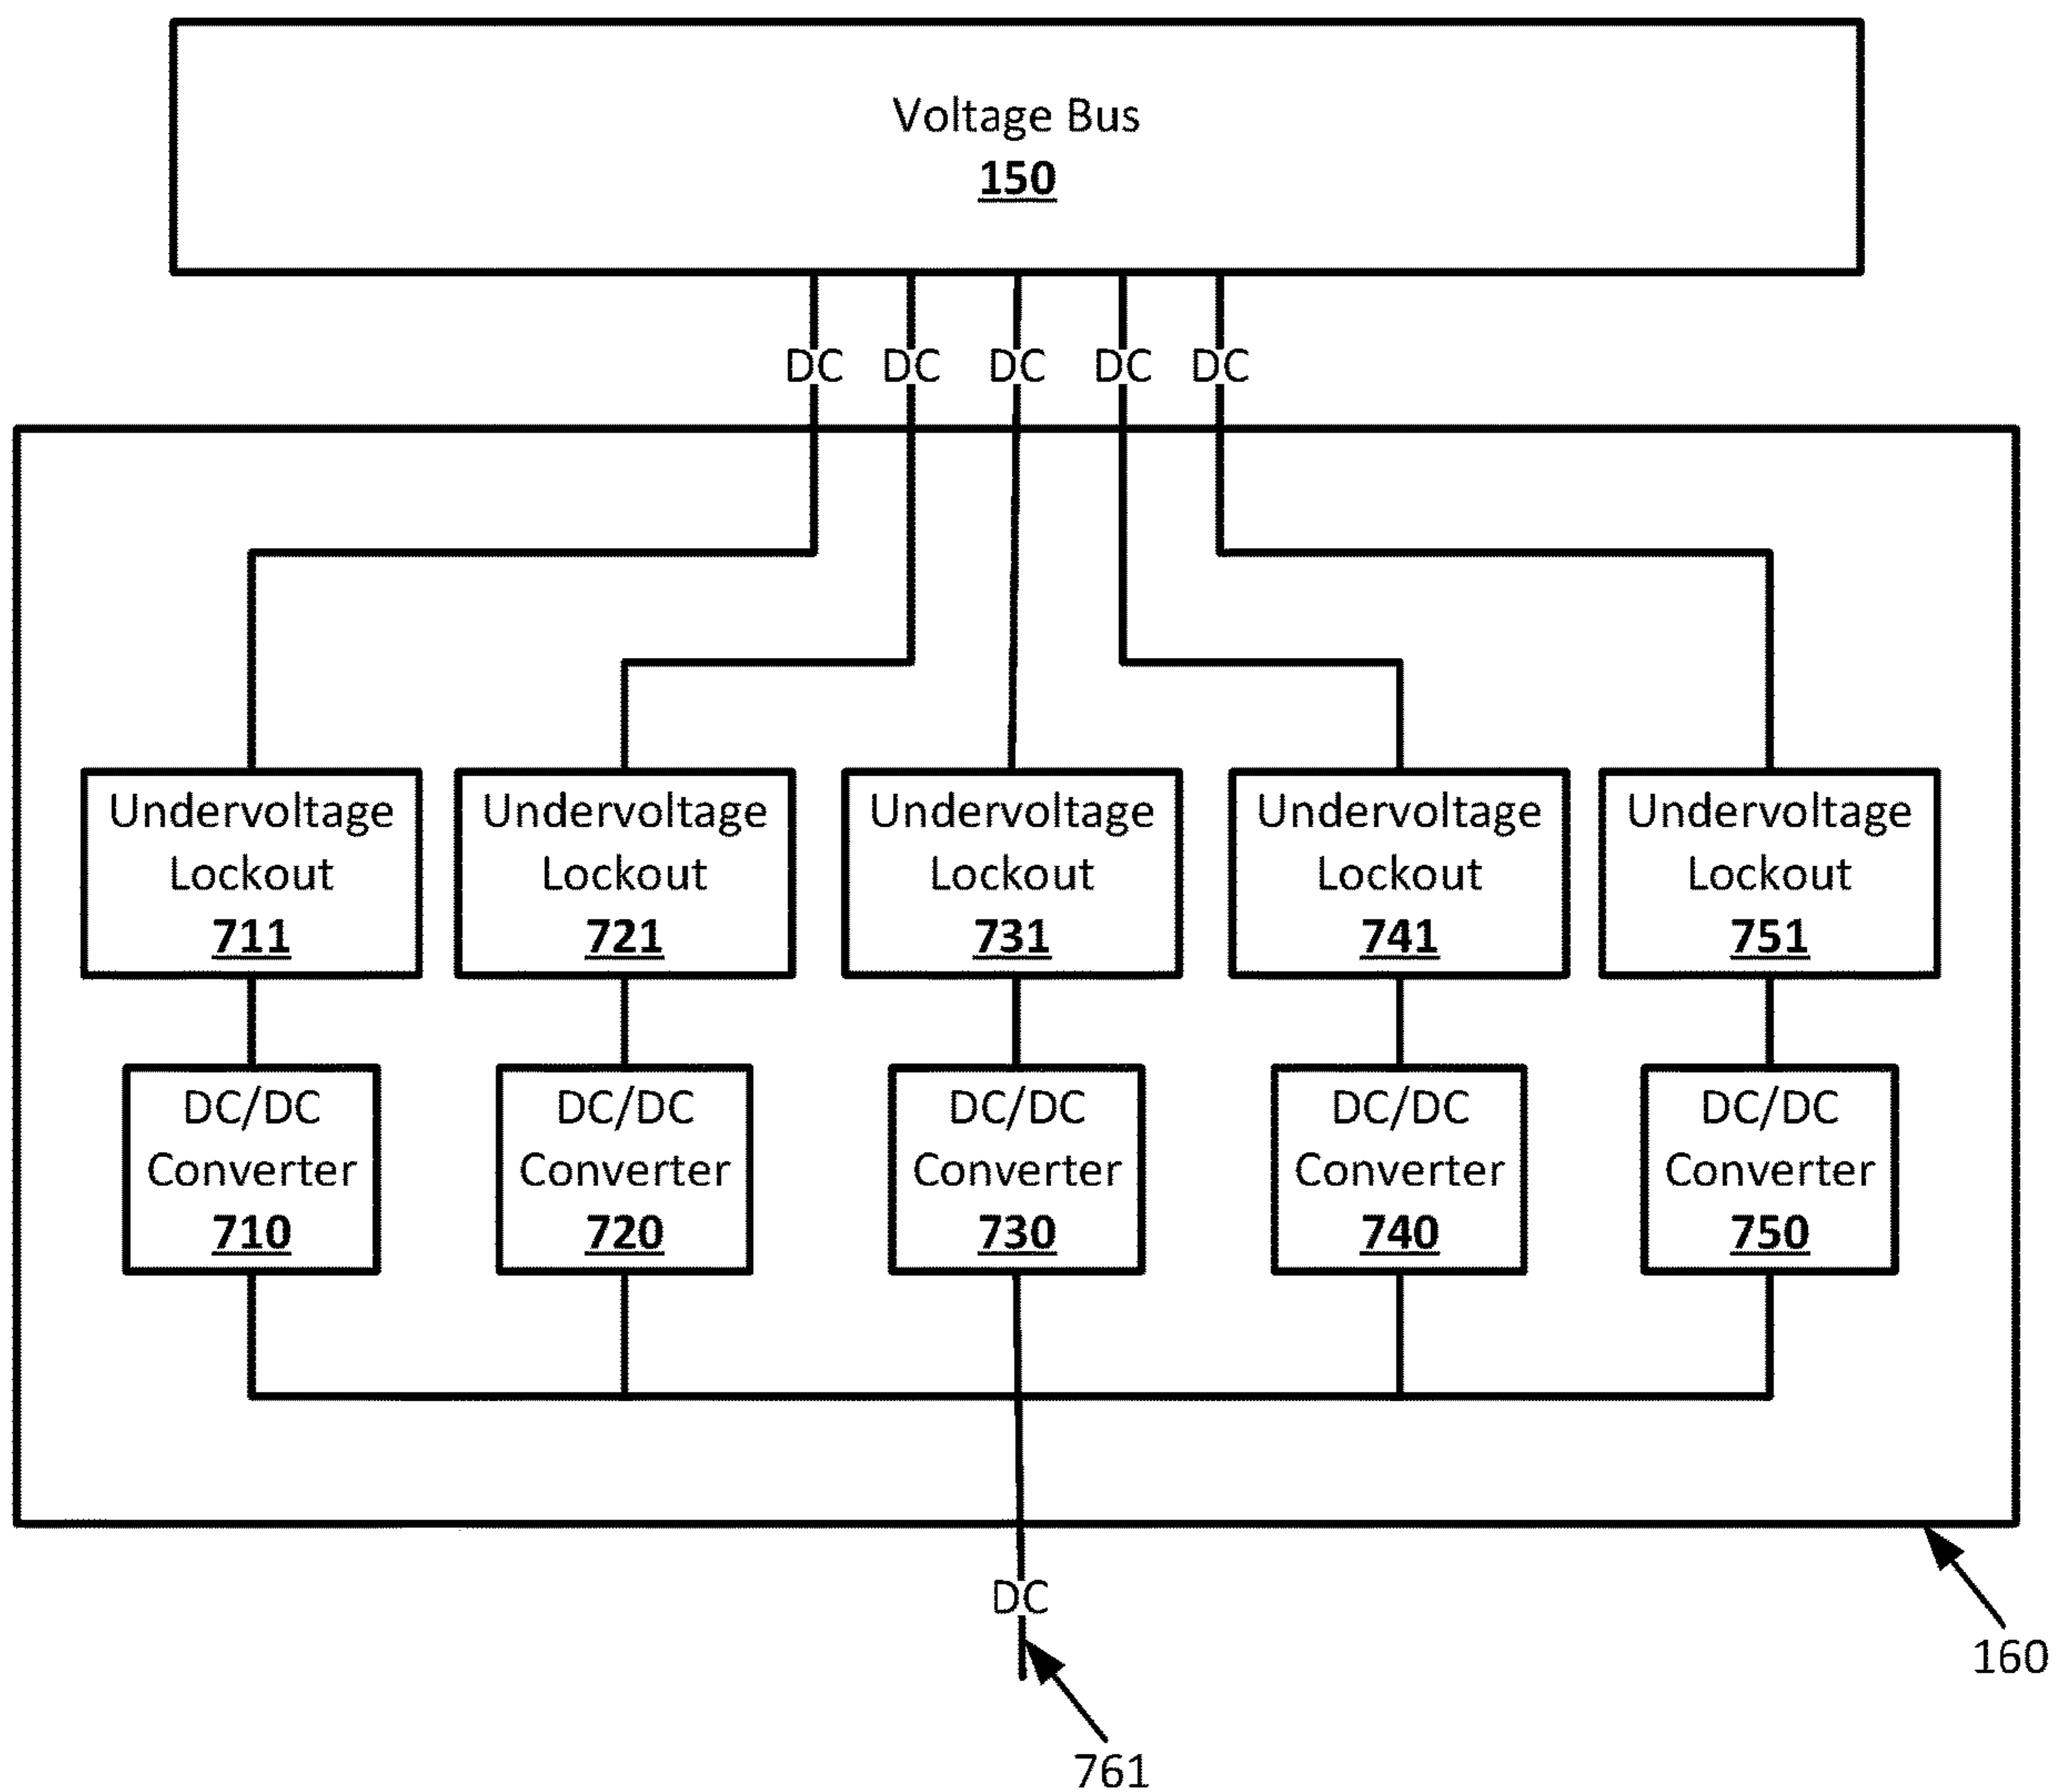 Voltage Bus
150
DC DC DC DC DC
Undervoltage Lockout 711
Undervoltage Lockout 721
Undervoltage Lockout 731
Undervoltage Lockout 741
Undervoltage Lockout 751
DC/DC Converter 710
DC/DC Converter 720
DC/DC Converter 730
DC/DC Converter 740
DC/DC Converter 750
DC
160
761